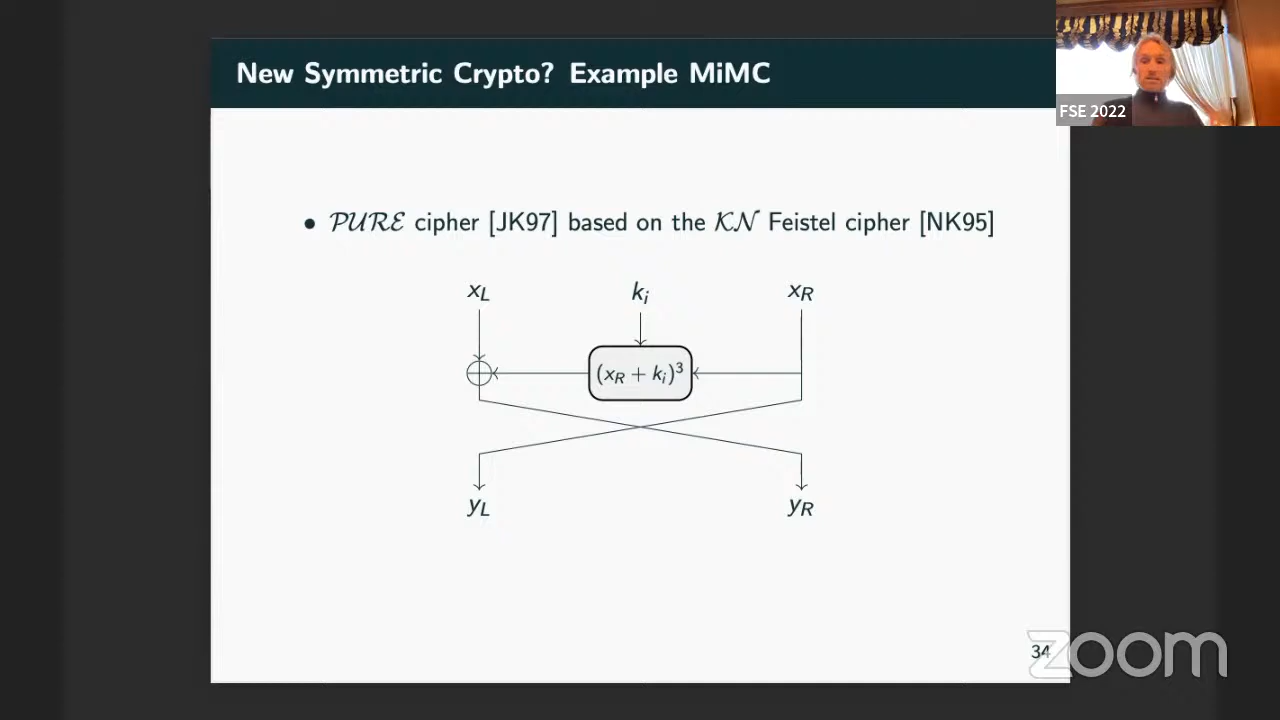 New Symmetric Crypto? Example MiMC
FSE 2022
• PURE cipher [JK97] based on the KN Feistel cipher [NK95]
x_L k_i x_R
(x_R + k_i)^3
y_L y_R
34
zoom